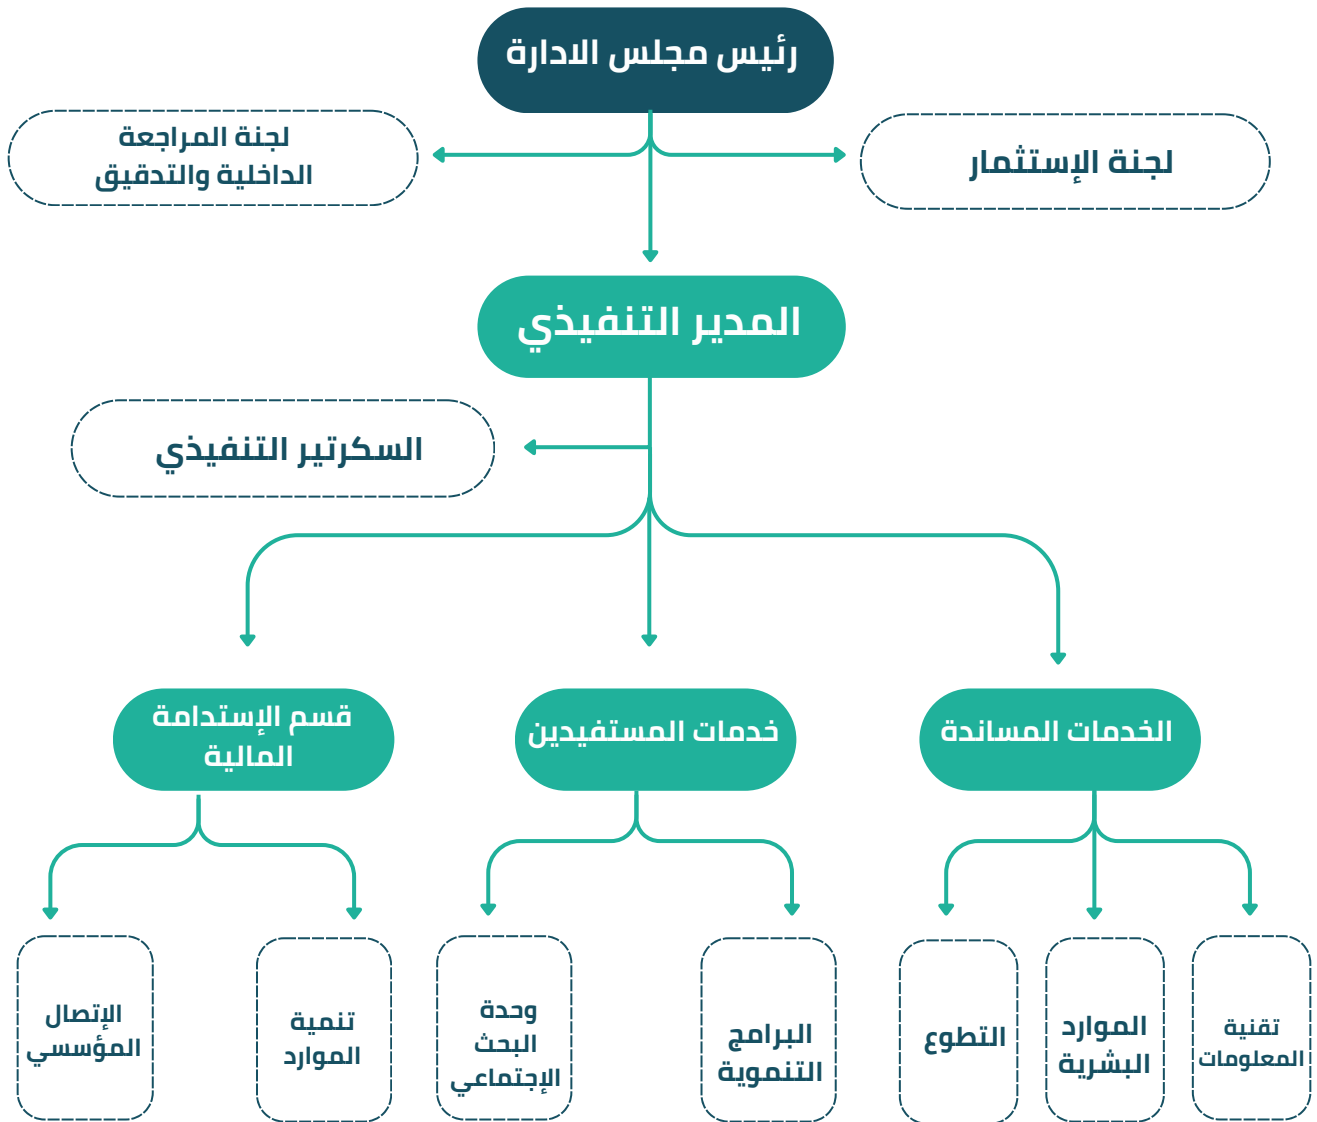 رئيس مجلس الادارة
لجنة الإستثمار
لجنة المراجعة
الداخلية والتدقيق
المدير التنفيذي
السكرتير التنفيذي
الخدمات المساندة
خدمات المستفيدين
قسم الإستدامة
المالية
تقنية
المعلومات
الموارد
البشرية
التطوع
البرامج
التنموية
وحدة
البحث
الإجتماعي
تنمية
الموارد
الإتصال
المؤسسي